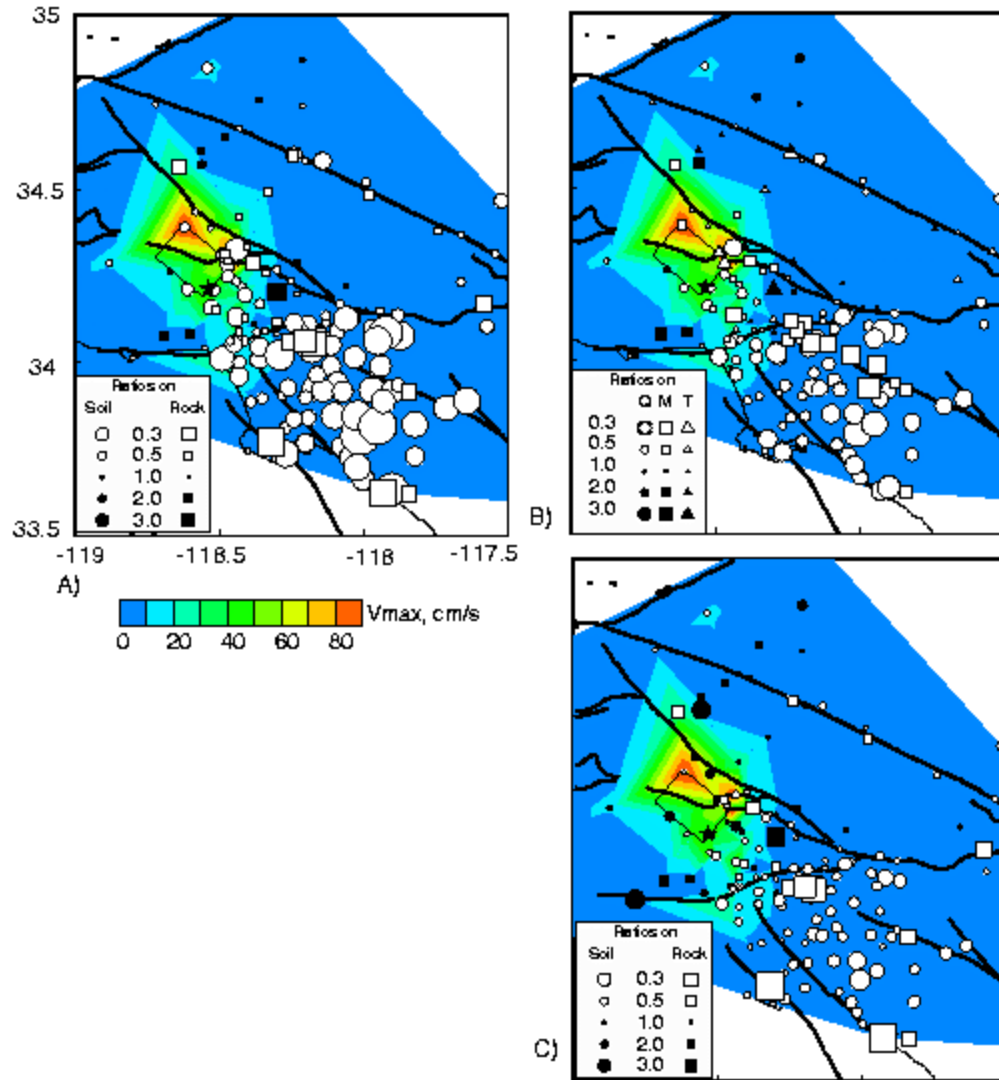 35
34.5
34
33.5
-119
-118.5
-118
-117.5
Ratios on
Soil Rock
0.3
0.5
1.0
2.0
3.0
A)
Vmax, cm/s
0 20 40 60 80
Ratios on
Q M T
0.3
0.5
1.0
2.0
3.0
B)
Ratios on
Soil Rock
0.3
0.5
1.0
2.0
3.0
C)